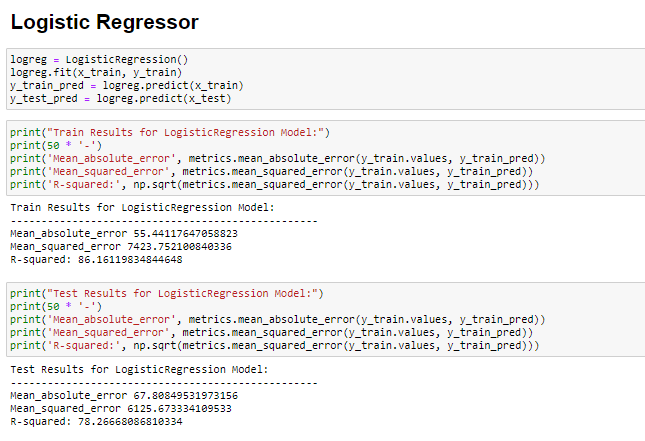 Logistic Regressor
logreg = LogisticRegression()
logreg.fit(x_train, y_train)
y_train_pred = logreg.predict(x_train)
y_test_pred = logreg.predict(x_test)
print("Train Results for LogisticRegression Model:")
print(50 * '-')
print('Mean_absolute_error', metrics.mean_absolute_error(y_train.values, y_train_pred))
print('Mean_squared_error', metrics.mean_squared_error(y_train.values, y_train_pred))
print('R-squared:', np.sqrt(metrics.mean_squared_error(y_train.values, y_train_pred)))
Train Results for LogisticRegression Model:
--------------------------------------------------
Mean_absolute_error 55.44117647058823
Mean_squared_error 7423.752100840336
R-squared: 86.16119834844648
print("Test Results for LogisticRegression Model:")
print(50 * '-')
print('Mean_absolute_error', metrics.mean_absolute_error(y_train.values, y_train_pred))
print('Mean_squared_error', metrics.mean_squared_error(y_train.values, y_train_pred))
print('R-squared:', np.sqrt(metrics.mean_squared_error(y_train.values, y_train_pred)))
Test Results for LogisticRegression Model:
--------------------------------------------------
Mean_absolute_error 67.80849531973156
Mean_squared_error 6125.673334109533
R-squared: 78.26668086810334